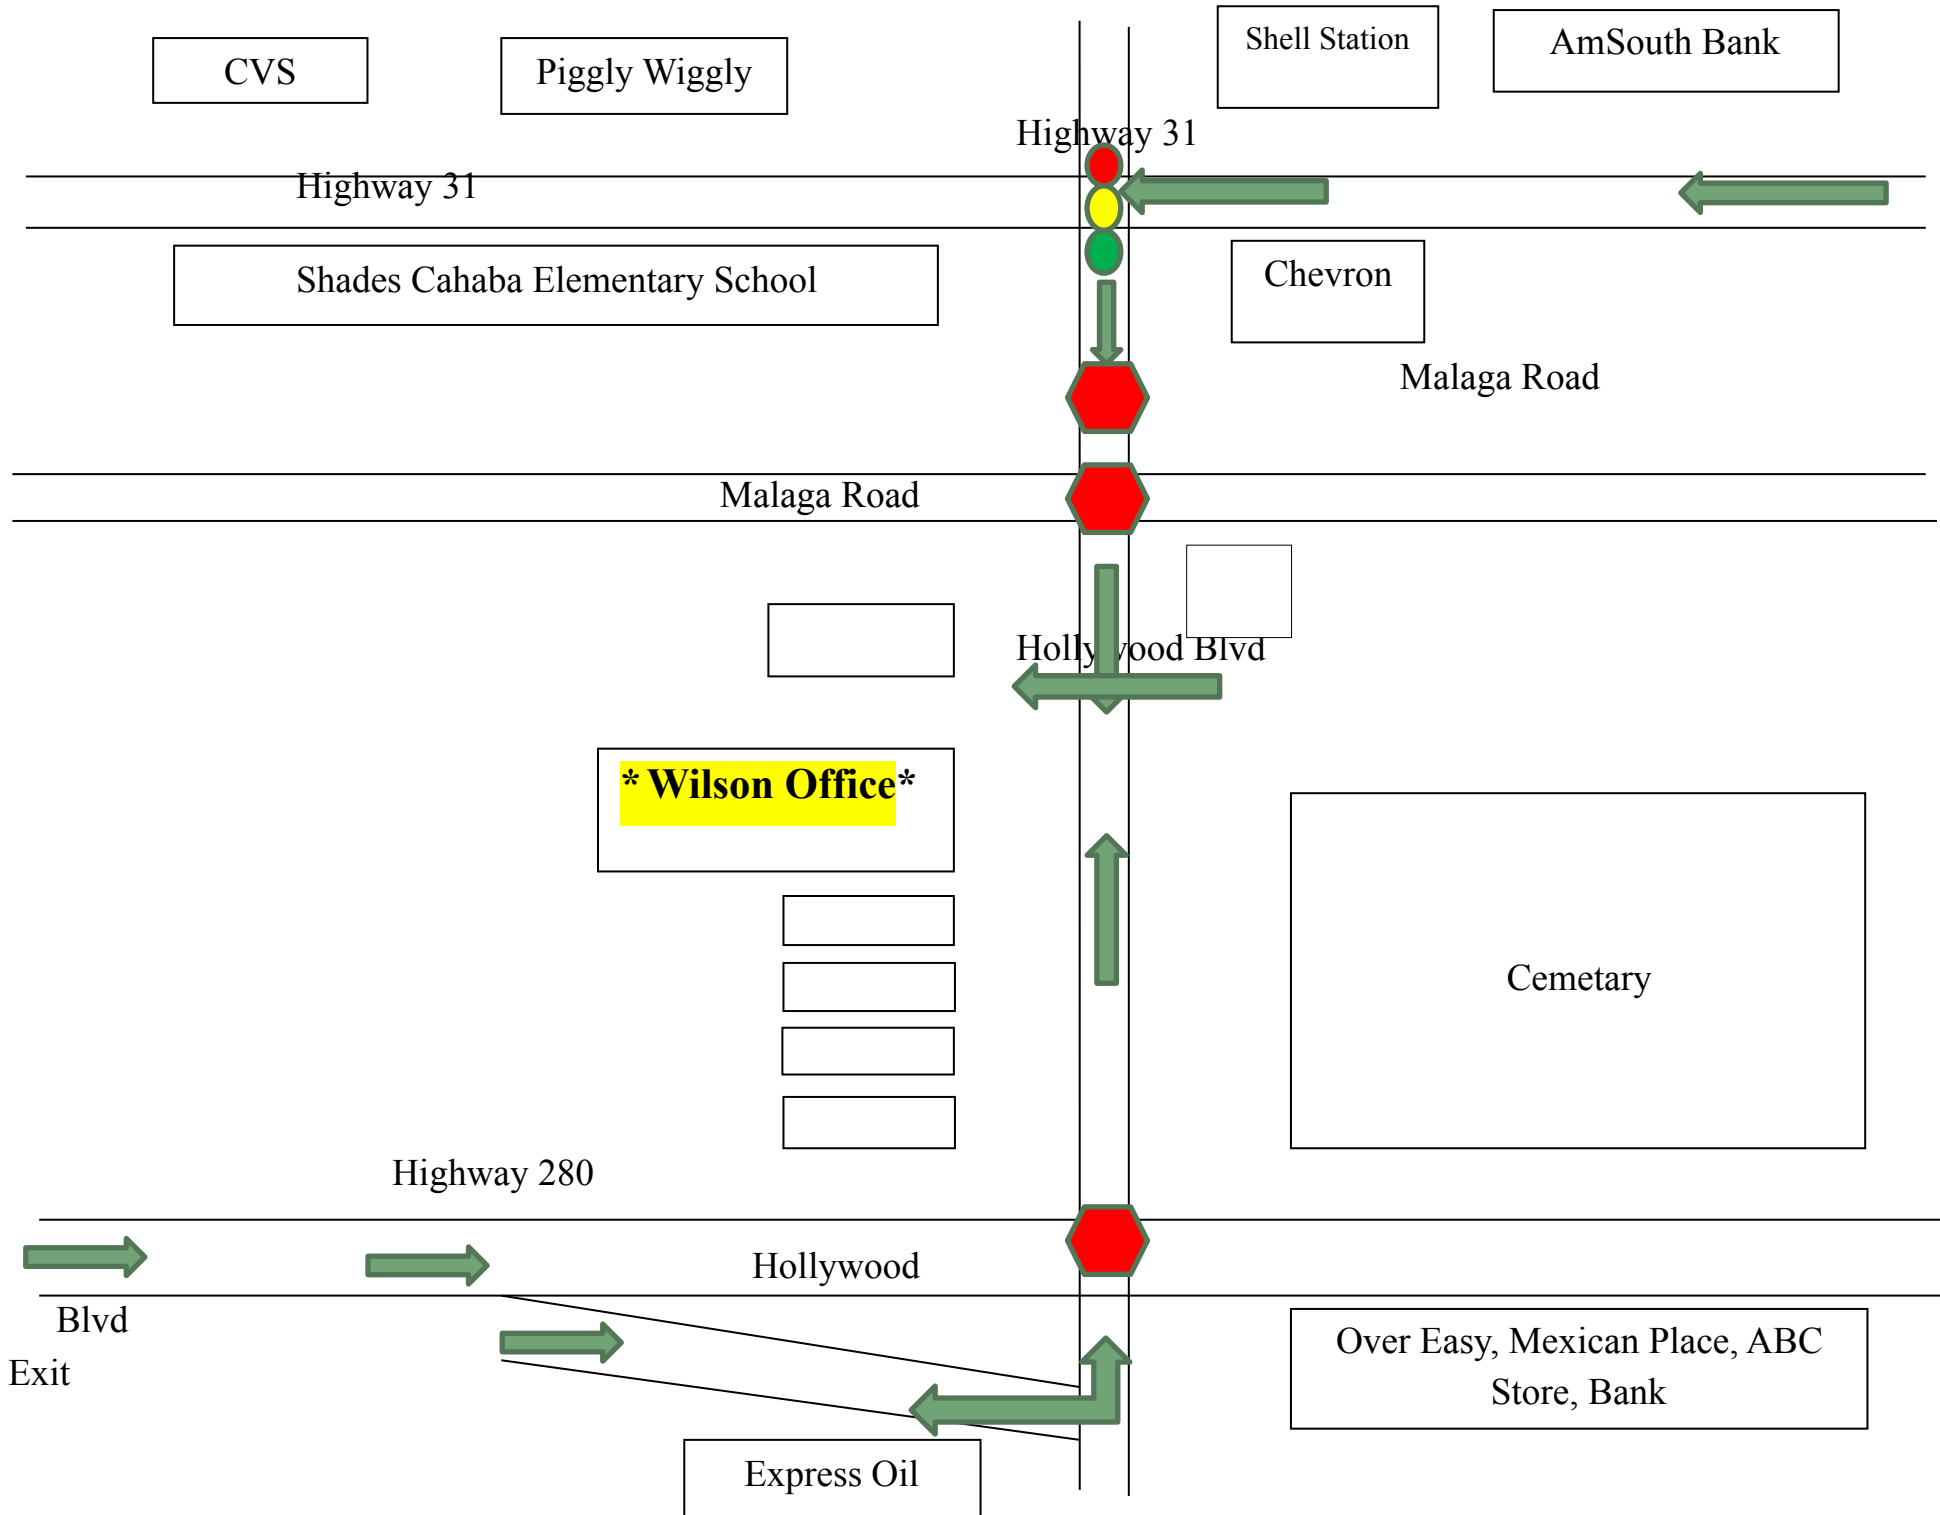 CVS
Piggly Wiggly
Shell Station
AmSouth Bank
Highway 31
Highway 31
Shades Cahaba Elementary School
Chevron
Malaga Road
Malaga Road
Hollywood Blvd
* Wilson Office*
Cemetary
Highway 280
Hollywood
Blvd
Exit
Over Easy, Mexican Place, ABC
Store, Bank
Express Oil